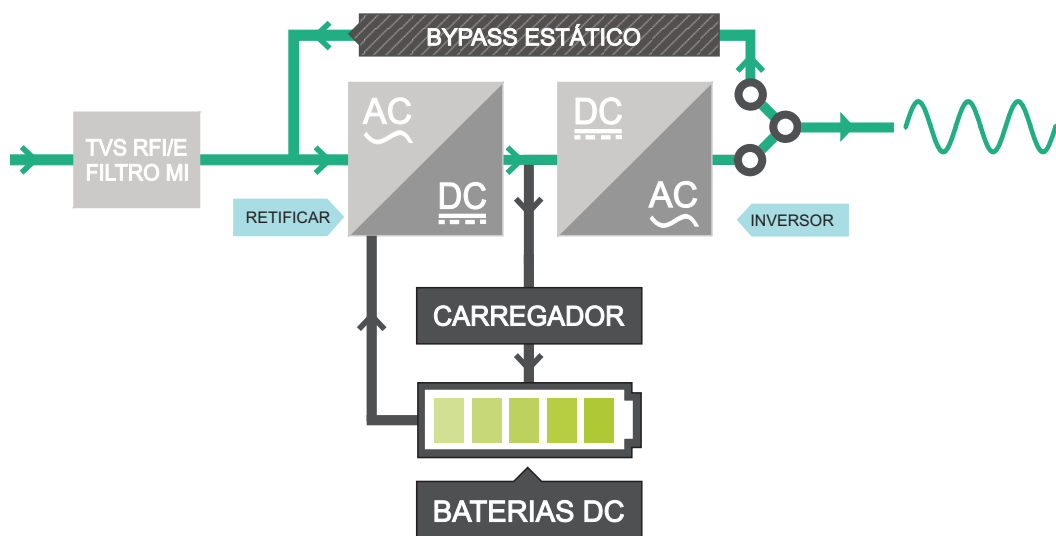 BYPASS ESTÁTICO
AC
DC
TVS RFI/E
FILTRO MI
DC
AC
RETIFICAR
INVERSOR
CARREGADOR
BATERIAS DC